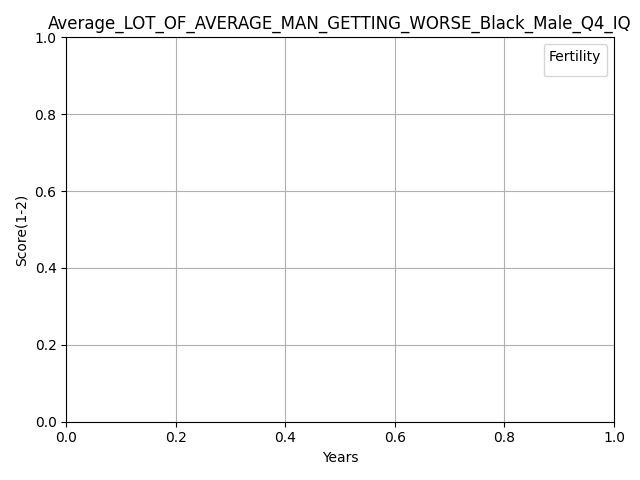 Average_LOT_OF_AVERAGE_MAN_GETTING_WORSE_Black_Male_Q4_IQ
Fertility
1.0
0.8
0.6
0.4
0.2
0.0
Score(1-2)
0.0 0.2 0.4 0.6 0.8 1.0
Years